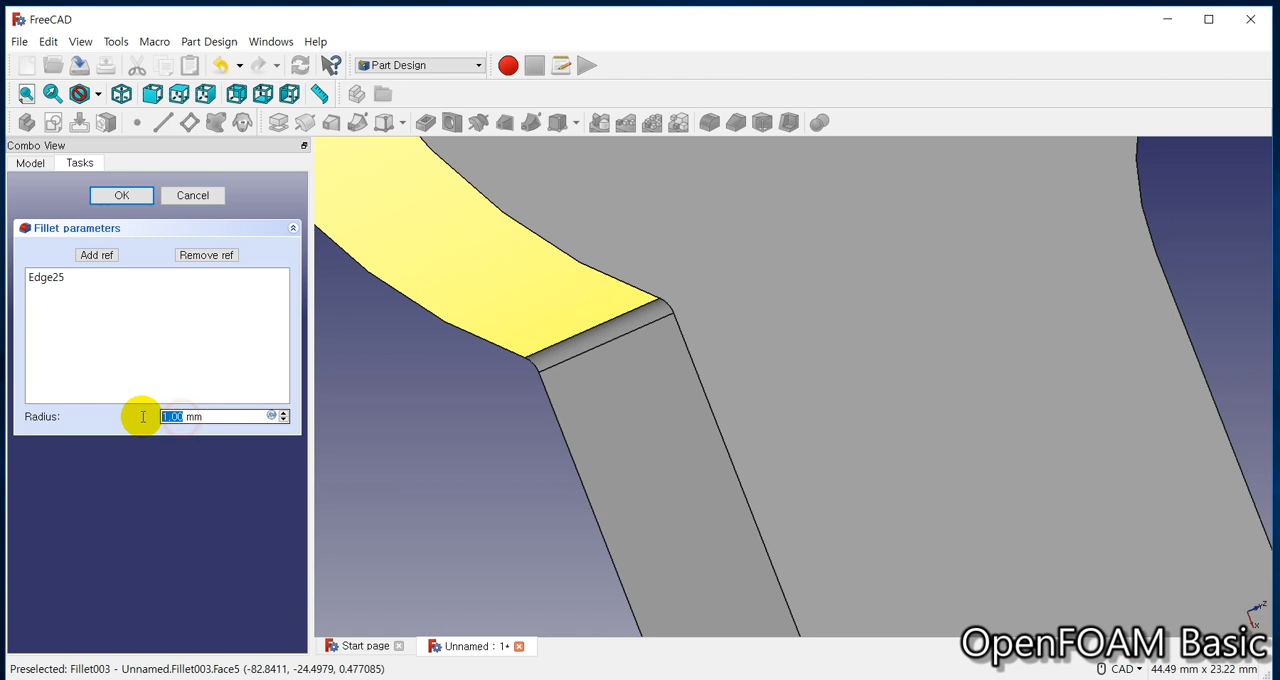 FreeCAD
File Edit View Tools Macro Part Design Windows Help
Part Design
Combo View
Model Tasks
OK Cancel
Fillet parameters
Add ref Remove ref
Edge25
Radius: 1.00 mm
Start page Unnamed : 1*
OpenFOAM Basic
Preselected: Fillet003 - Unnamed.Fillet003.Face5 (-82.8411, -24.4979, 0.477085) CAD 44.49 mm x 23.22 mm